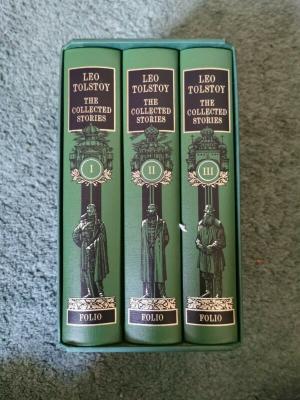 LEO
TOLSTOY
THE
COLLECTED
STORIES
I
FOLIO
LEO
TOLSTOY
THE
COLLECTED
STORIES
II
FOLIO
LEO
TOLSTOY
THE
COLLECTED
STORIES
III
FOLIO